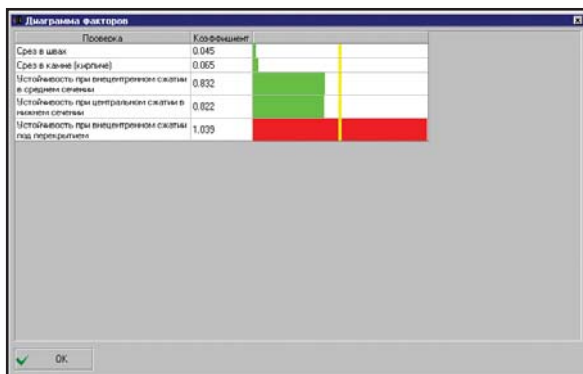 Диаграмма факторов
Проверка Коэффициент
Срез в швах 0.045
Срез в камне (кирпиче) 0.065
Устойчивость при внецентренном сжатии
в среднем сечении 0.832
Устойчивость при центральном сжатии в
нижнем сечении 0.822
Устойчивость при внецентренном сжатии
под перекрытием 1.039
OK